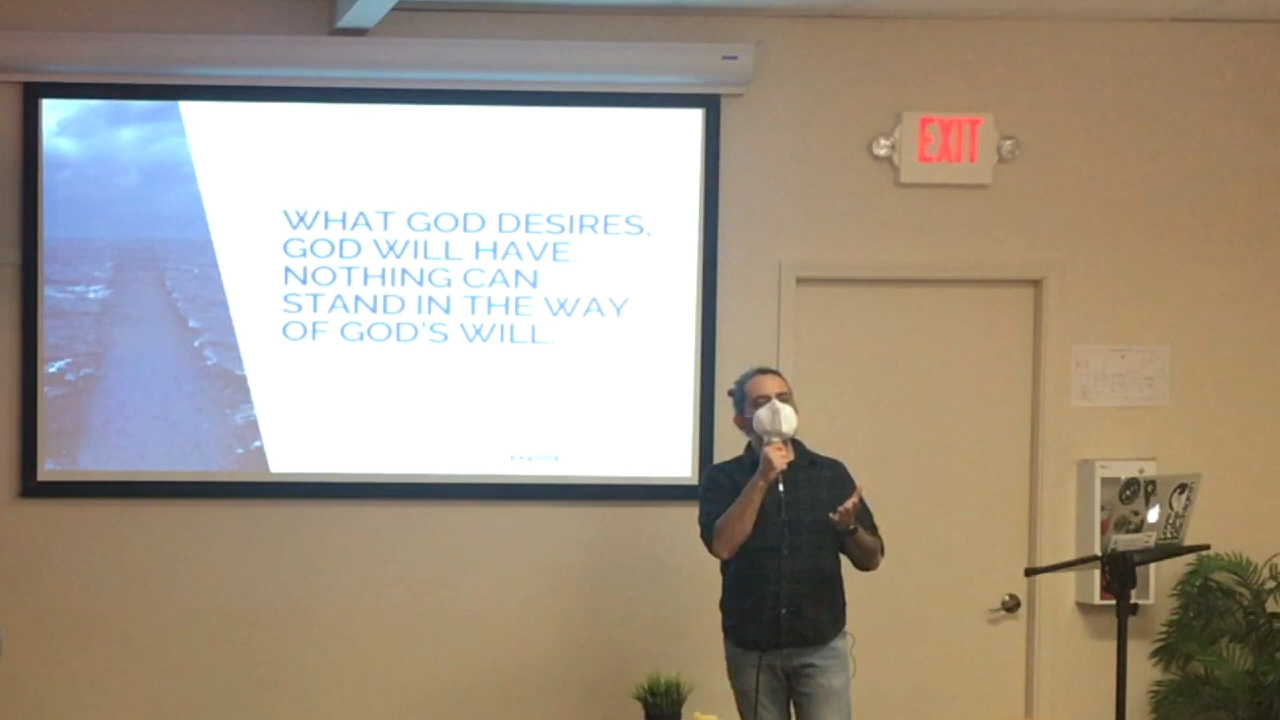 WHAT GOD DESIRES,
GOD WILL HAVE.
NOTHING CAN
STAND IN THE WAY
OF GOD'S WILL.
EXIT